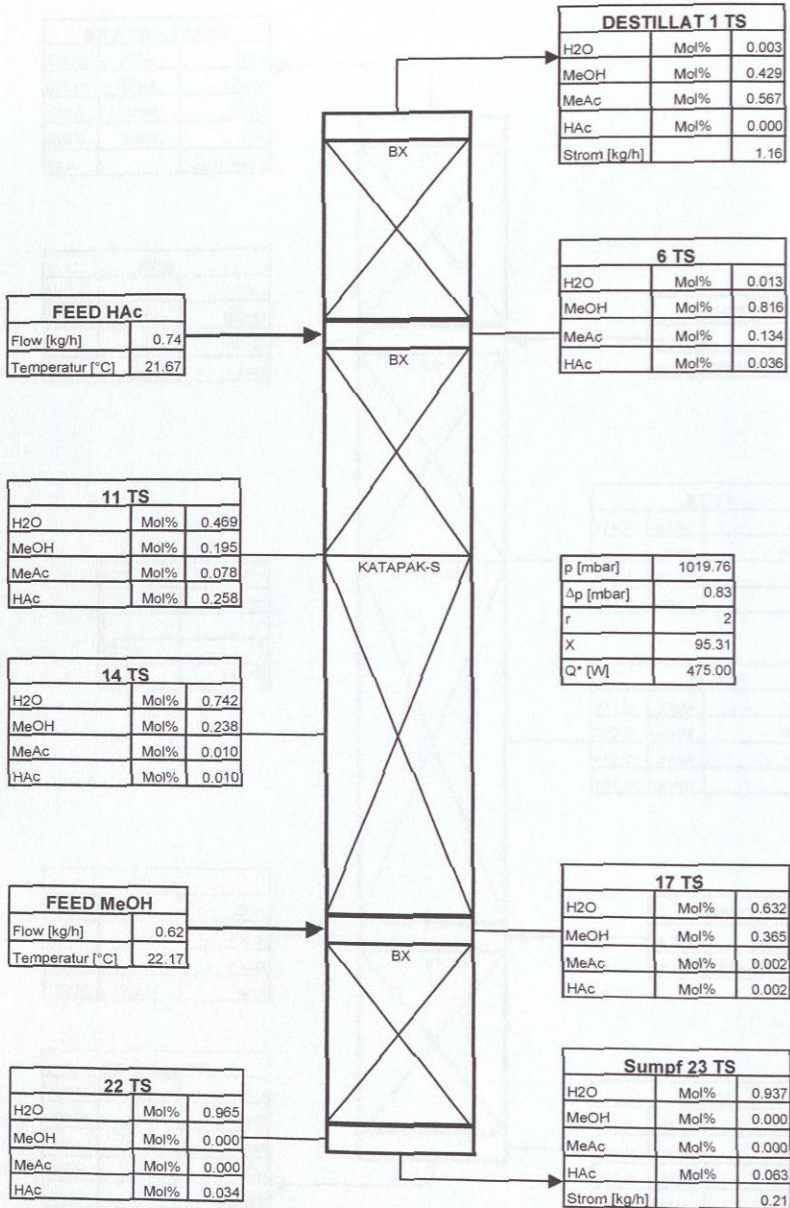 DESTILLAT 1 TS
H2O Mol% 0.003
MeOH Mol% 0.429
MeAc Mol% 0.567
HAc Mol% 0.000
Strom [kg/h] 1.16
BX
6 TS
H2O Mol% 0.013
MeOH Mol% 0.816
MeAc Mol% 0.134
HAc Mol% 0.036
FEED HAc
Flow [kg/h] 0.74
Temperatur [°C] 21.67
BX
11 TS
H2O Mol% 0.469
MeOH Mol% 0.195
MeAc Mol% 0.078
HAc Mol% 0.258
KATAPAK-S
p [mbar] 1019.76
Δp [mbar] 0.83
r 2
X 95.31
Q* [W] 475.00
14 TS
H2O Mol% 0.742
MeOH Mol% 0.238
MeAc Mol% 0.010
HAc Mol% 0.010
FEED MeOH
Flow [kg/h] 0.62
Temperatur [°C] 22.17
17 TS
H2O Mol% 0.632
MeOH Mol% 0.365
MeAc Mol% 0.002
HAc Mol% 0.002
BX
22 TS
H2O Mol% 0.965
MeOH Mol% 0.000
MeAc Mol% 0.000
HAc Mol% 0.034
Sumpf 23 TS
H2O Mol% 0.937
MeOH Mol% 0.000
MeAc Mol% 0.000
HAc Mol% 0.063
Strom [kg/h] 0.21